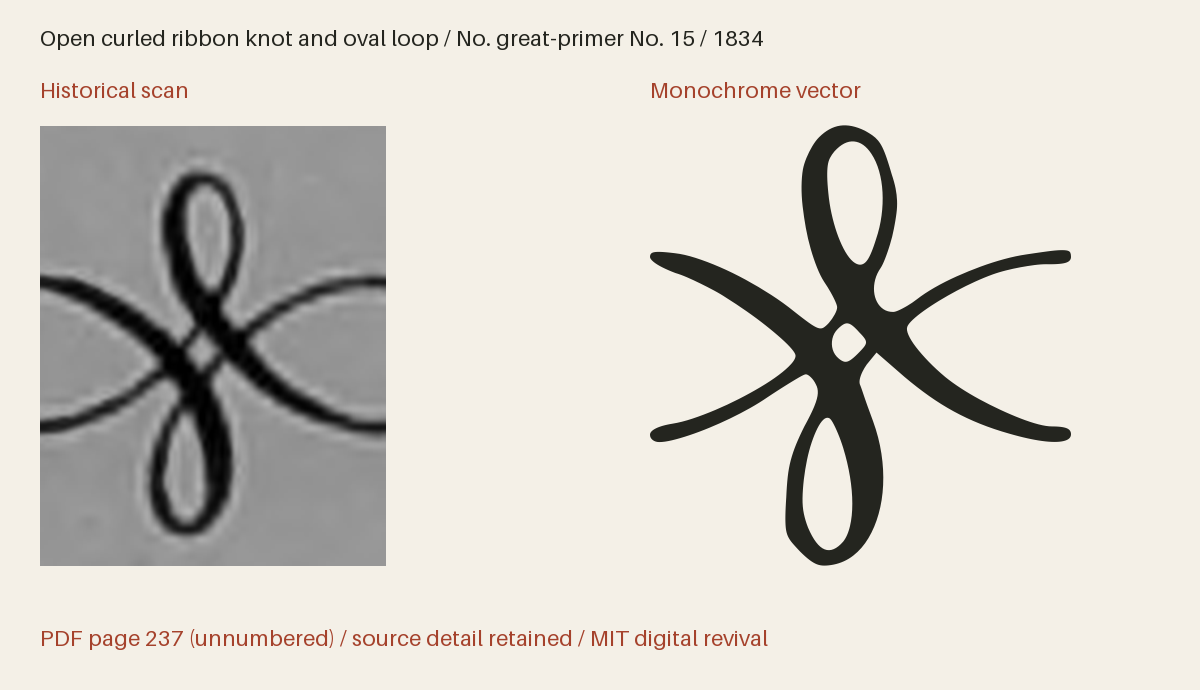 Open curled ribbon knot and oval loop / No. great-primer No. 15 / 1834
Historical scan
Monochrome vector
PDF page 237 (unnumbered) / source detail retained / MIT digital revival